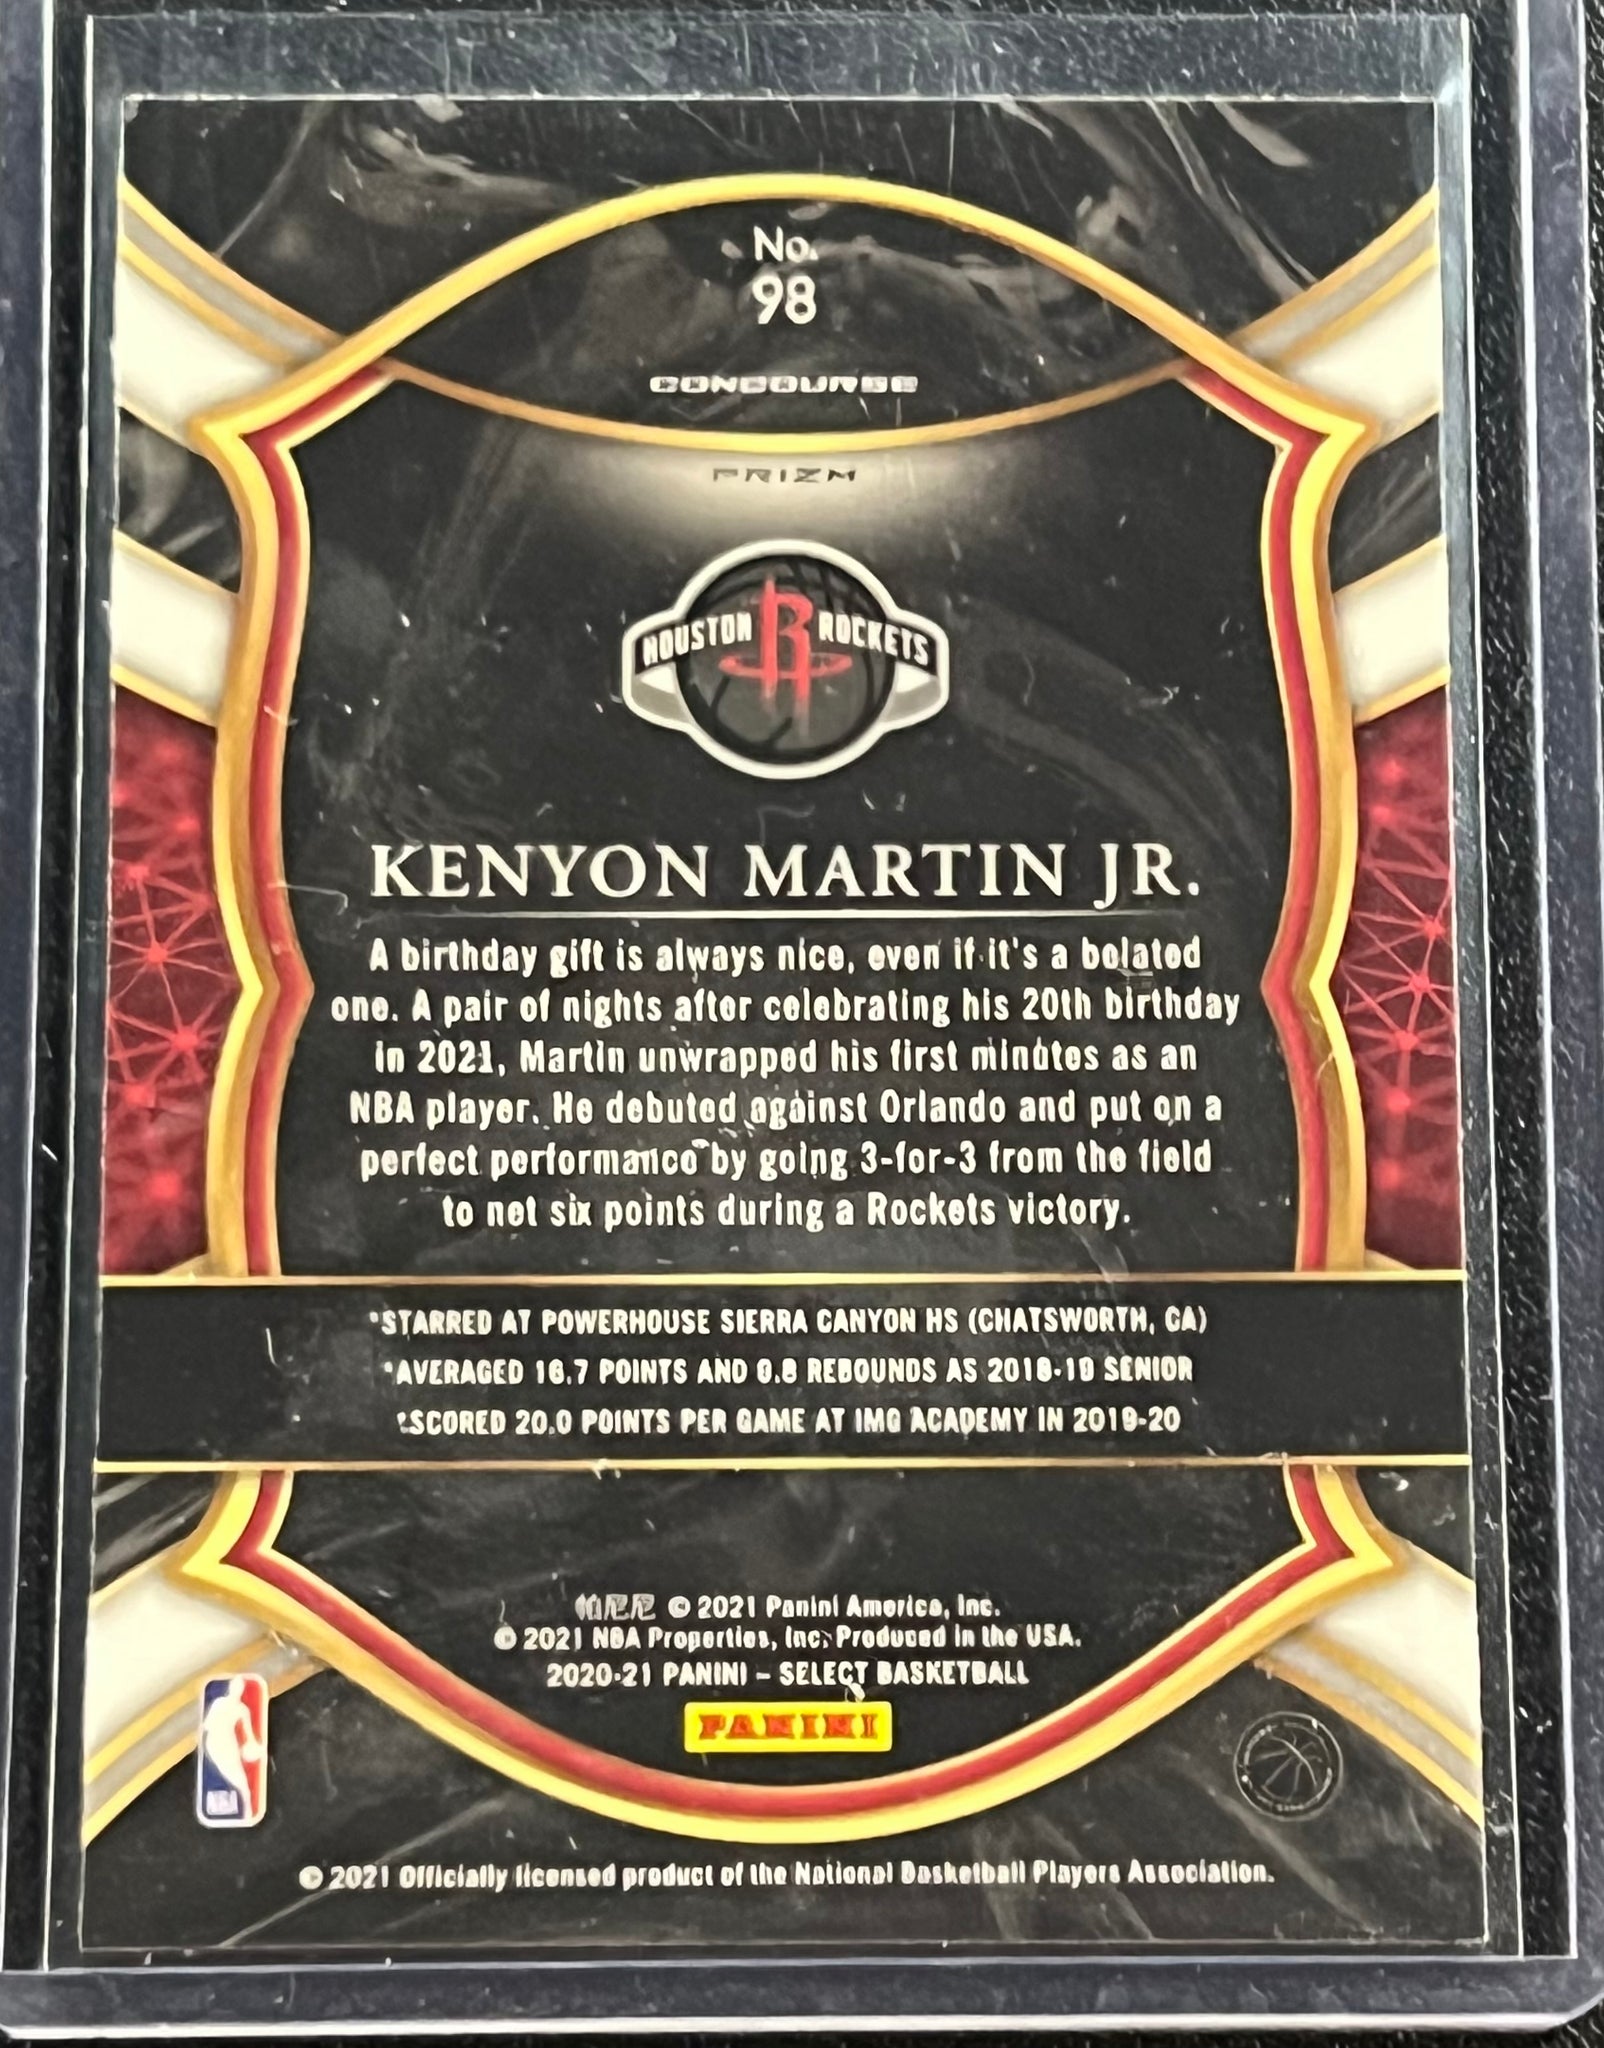 No.
98
CONCOURSE
PRIZM
HOUSTON ROCKETS
KENYON MARTIN JR.
A birthday gift is always nice, even if it's a belated
one. A pair of nights after celebrating his 20th birthday
in 2021, Martin unwrapped his first minutes as an
NBA player. He debuted against Orlando and put on a
perfect performance by going 3-for-3 from the field
to net six points during a Rockets victory.
*STARRED AT POWERHOUSE SIERRA CANYON HS (CHATSWORTH, CA)
*AVERAGED 16.7 POINTS AND REBOUNDS AS 2018-19 SENIOR
*SCORED 20.0 POINTS PER GAME AT IMG ACADEMY IN 2019-20
帕尼尼 © 2021 Panini America, Inc.
© 2021 NBA Properties, Inc. Produced in the USA.
2020-21 PANINI – SELECT BASKETBALL
PANINI
NBA
© 2021 Officially licensed product of the National Basketball Players Association.